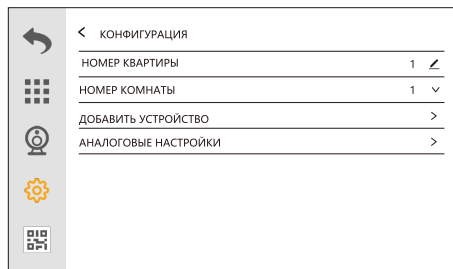 КОНФИГУРАЦИЯ
НОМЕР КВАРТИРЫ 1
НОМЕР КОМНАТЫ 1
ДОБАВИТЬ УСТРОЙСТВО
АНАЛОГОВЫЕ НАСТРОЙКИ